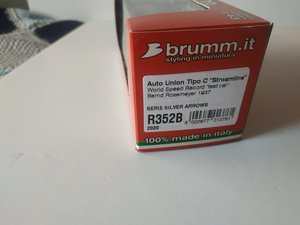 brumm.it
styling in miniatura
Auto Union Tipo C "Streamline"
World Speed Record "test car"
Bernd Rosemeyer 1937
SERIE SILVER ARROWS
R352B
2020
100% made in italy